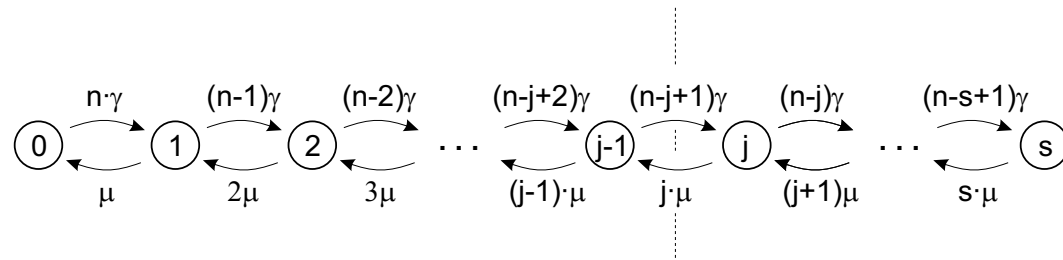 n·γ (n-1)γ (n-2)γ (n-j+2)γ (n-j+1)γ (n-j)γ (n-s+1)γ
0 1 2 · · · j-1 j · · · s
μ 2μ 3μ (j-1)·μ j·μ (j+1)μ s·μ